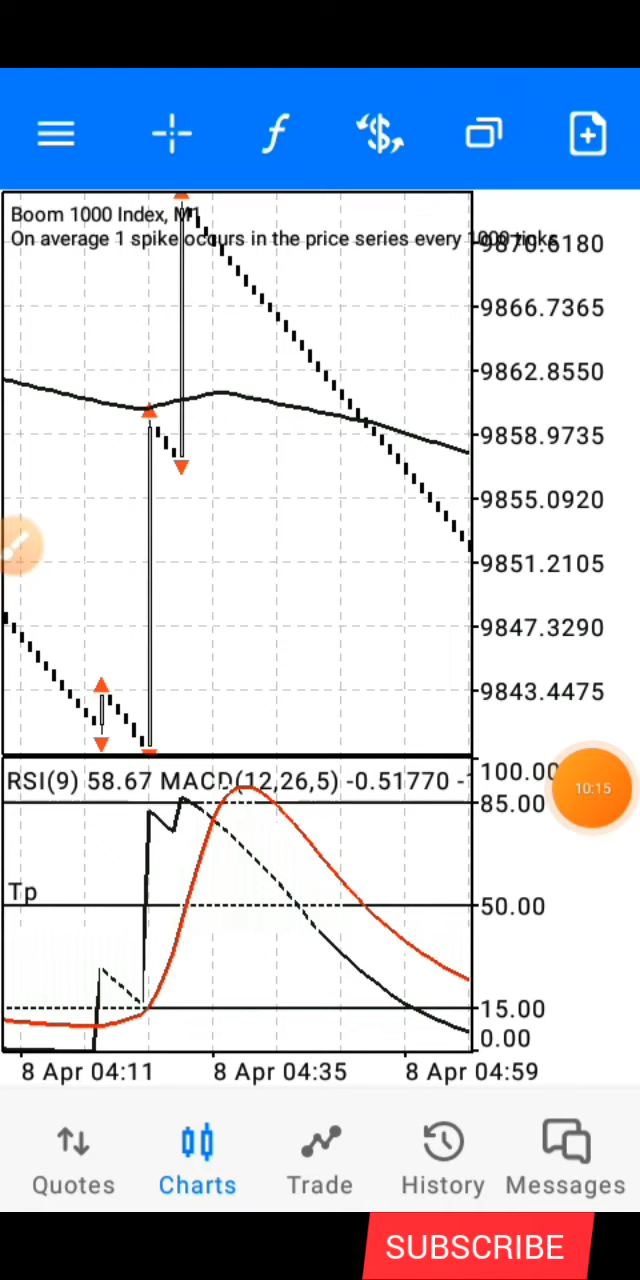 Boom 1000 Index, M1
On average 1 spike occurs in the price series every 1000 ticks
9870.6180
9866.7365
9862.8550
9858.9735
9855.0920
9851.2105
9847.3290
9843.4475
RSI(9) 58.67 MACD(12,26,5) -0.51770 -
100.00
85.00
10:15
Tp
50.00
15.00
0.00
8 Apr 04:11
8 Apr 04:35
8 Apr 04:59
Quotes
Charts
Trade
History
Messages
SUBSCRIBE